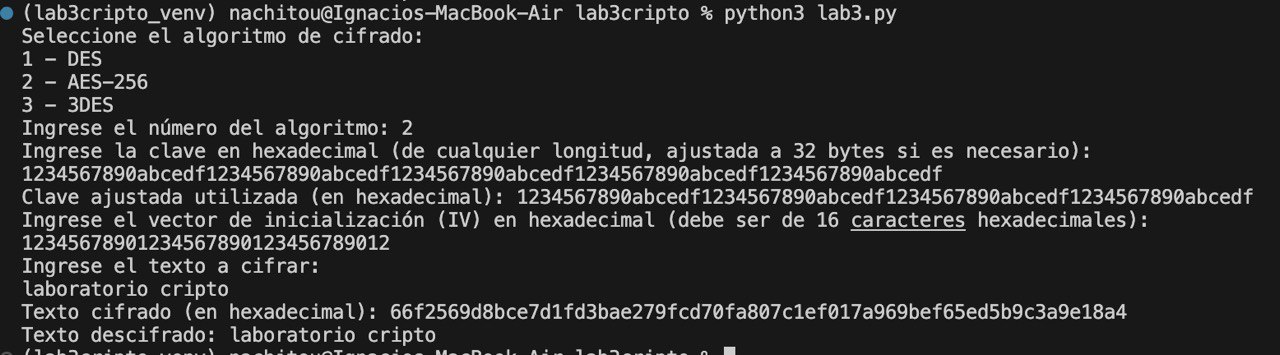 (lab3cripto_venv) nachitou@Ignacios-MacBook-Air lab3cripto % python3 lab3.py
Seleccione el algoritmo de cifrado:
1 - DES
2 - AES-256
3 - 3DES
Ingrese el número del algoritmo: 2
Ingrese la clave en hexadecimal (de cualquier longitud, ajustada a 32 bytes si es necesario):
1234567890abcedf1234567890abcedf1234567890abcedf1234567890abcedf1234567890abcedf
Clave ajustada utilizada (en hexadecimal): 1234567890abcedf1234567890abcedf1234567890abcedf1234567890abcedf
Ingrese el vector de inicialización (IV) en hexadecimal (debe ser de 16 caracteres hexadecimales):
12345678901234567890123456789012
Ingrese el texto a cifrar:
laboratorio cripto
Texto cifrado (en hexadecimal): 66f2569d8bce7d1fd3bae279fcd70fa807c1ef017a969bef65ed5b9c3a9e18a4
Texto descifrado: laboratorio cripto
(lab3cripto_venv) nachitou@Ignacios-MacBook-Air lab3cripto %